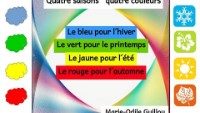 Quatre saisons quatre couleurs
Le bleu pour l'hiver
Le vert pour le printemps
Le jaune pour l'été
Le rouge pour l'automne
Marie-Odile Guillou